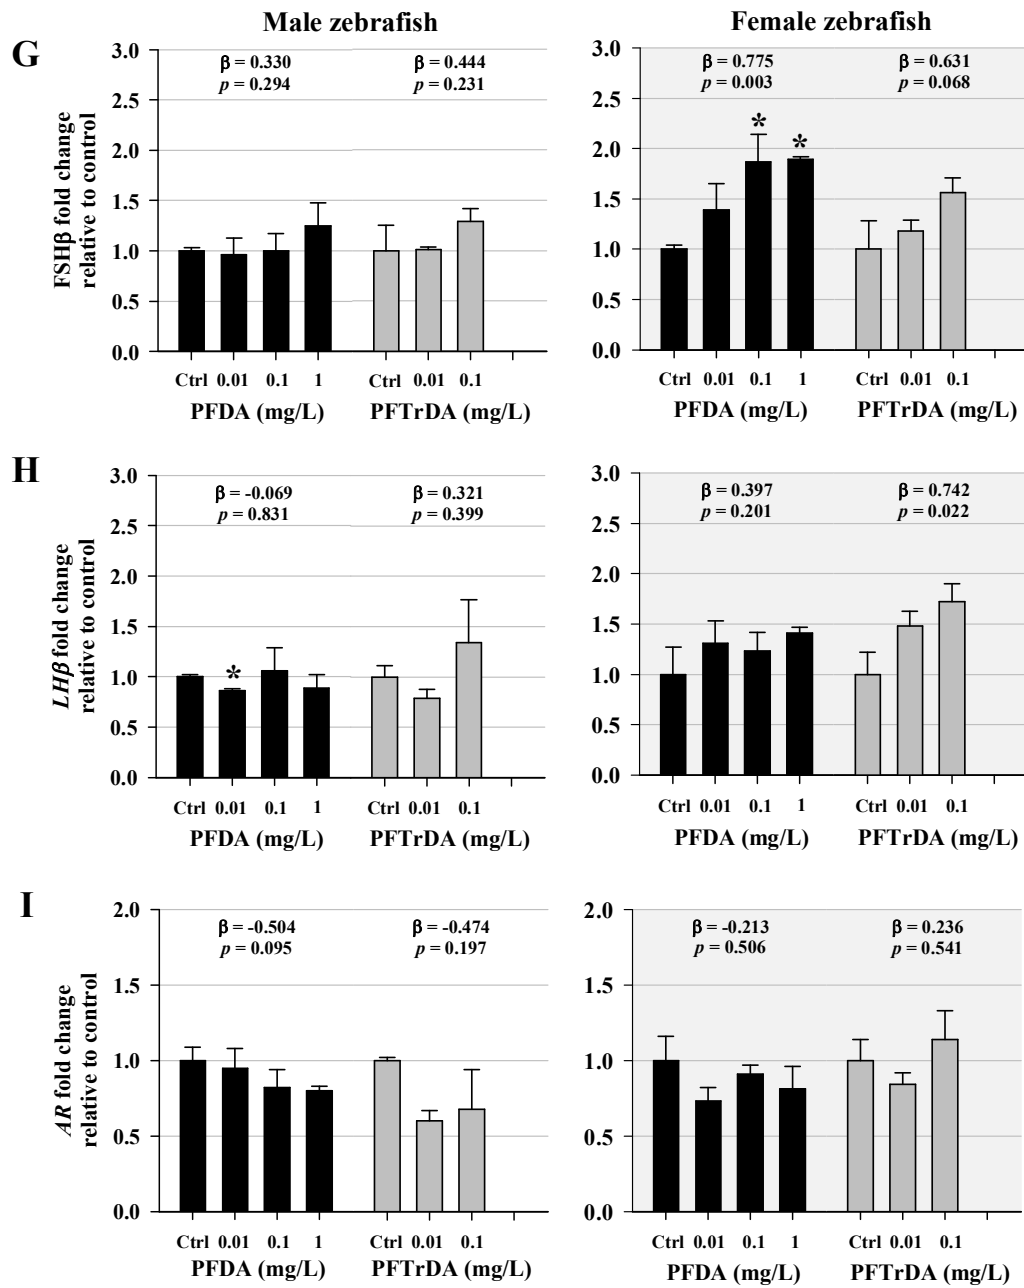 Male zebrafish
Female zebrafish
G
FSHβ fold change
relative to control
3.0
2.5
2.0
1.5
1.0
0.5
0.0
β = 0.330
p = 0.294
β = 0.444
p = 0.231
Ctrl 0.01 0.1 1
Ctrl 0.01 0.1
PFDA (mg/L)
PFTrDA (mg/L)
3.0
2.5
2.0
1.5
1.0
0.5
0.0
β = 0.775
p = 0.003
β = 0.631
p = 0.068
*
*
Ctrl 0.01 0.1 1
Ctrl 0.01 0.1
PFDA (mg/L)
PFTrDA (mg/L)
H
LHβ fold change
relative to control
3.0
2.5
2.0
1.5
1.0
0.5
0.0
β = -0.069
p = 0.831
β = 0.321
p = 0.399
*
Ctrl 0.01 0.1 1
Ctrl 0.01 0.1
PFDA (mg/L)
PFTrDA (mg/L)
3.0
2.5
2.0
1.5
1.0
0.5
0.0
β = 0.397
p = 0.201
β = 0.742
p = 0.022
Ctrl 0.01 0.1 1
Ctrl 0.01 0.1
PFDA (mg/L)
PFTrDA (mg/L)
I
AR fold change
relative to control
2.0
1.5
1.0
0.5
0.0
β = -0.504
p = 0.095
β = -0.474
p = 0.197
Ctrl 0.01 0.1 1
Ctrl 0.01 0.1
PFDA (mg/L)
PFTrDA (mg/L)
2.0
1.5
1.0
0.5
0.0
β = -0.213
p = 0.506
β = 0.236
p = 0.541
Ctrl 0.01 0.1 1
Ctrl 0.01 0.1
PFDA (mg/L)
PFTrDA (mg/L)